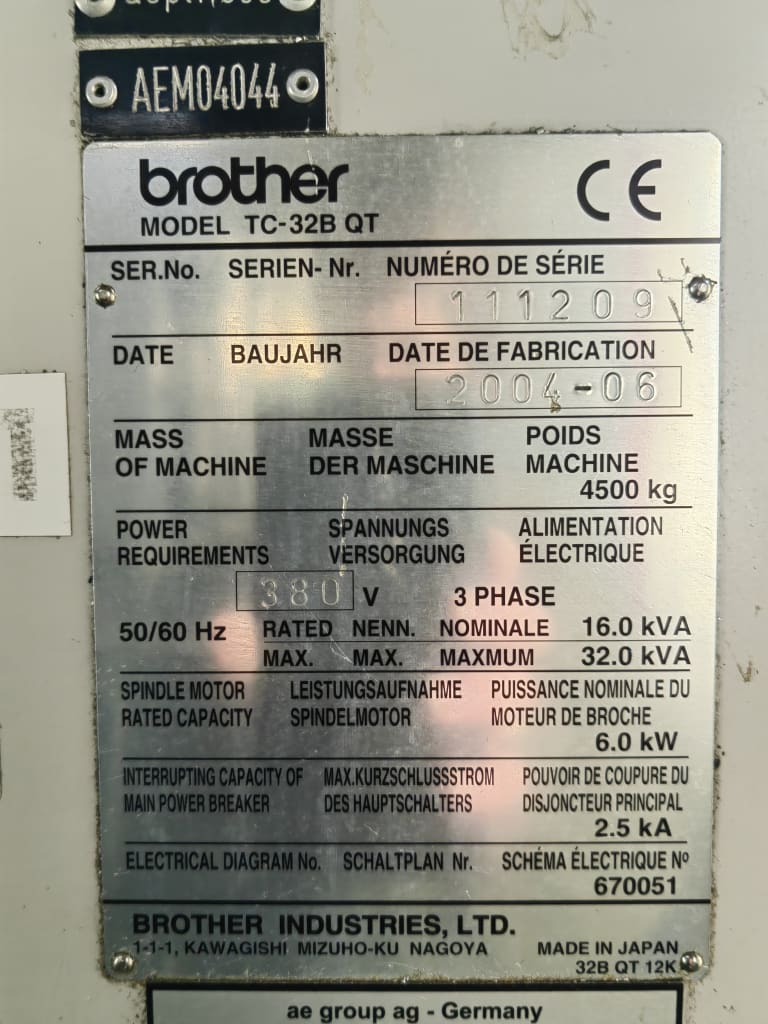 AEM04044
brother CE
MODEL TC-32B QT
SER.No. SERIEN- Nr. NUMÉRO DE SÉRIE
111209
DATE BAUJAHR DATE DE FABRICATION
2004-06
MASS MASSE POIDS
OF MACHINE DER MASCHINE MACHINE
4500 kg
POWER SPANNUNGS ALIMENTATION
REQUIREMENTS VERSORGUNG ÉLECTRIQUE
380 V 3 PHASE
50/60 Hz RATED NENN. NOMINALE 16.0 kVA
MAX. MAX. MAXMUM 32.0 kVA
SPINDLE MOTOR LEISTUNGSAUFNAHME PUISSANCE NOMINALE DU
RATED CAPACITY SPINDELMOTOR MOTEUR DE BROCHE
6.0 kW
INTERRUPTING CAPACITY OF MAX.KURZSCHLUSSSTROM POUVOIR DE COUPURE DU
MAIN POWER BREAKER DES HAUPTSCHALTERS DISJONCTEUR PRINCIPAL
2.5 kA
ELECTRICAL DIAGRAM No. SCHALTPLAN Nr. SCHÉMA ÉLECTRIQUE Nº
670051
BROTHER INDUSTRIES, LTD.
1-1-1, KAWAGISHI MIZUHO-KU NAGOYA MADE IN JAPAN
32B QT 12K
ae group ag - Germany